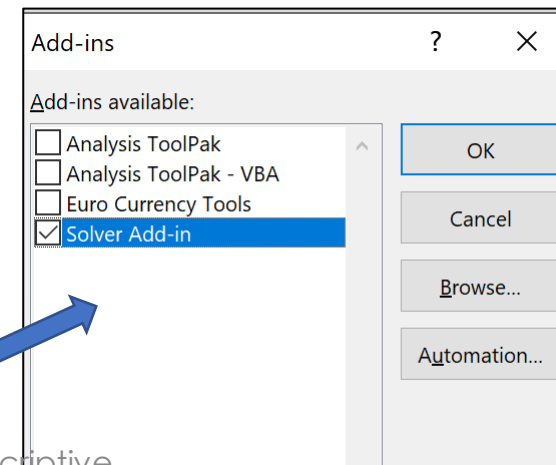 Add-ins ? ×
Add-ins available:
Analysis ToolPak
Analysis ToolPak - VBA
Euro Currency Tools
Solver Add-in
OK
Cancel
Browse...
Automation...